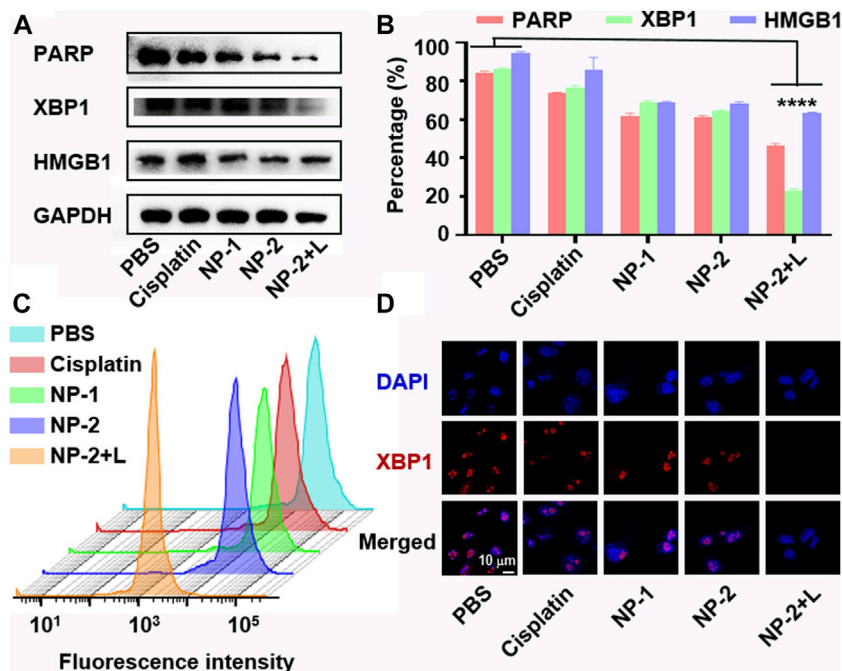 A
PARP
XBP1
HMGB1
GAPDH
PBS
Cisplatin
NP-1
NP-2
NP-2+L
B
PARP XBP1 HMGB1
Percentage (%)
100
80
60
40
20
0
****
PBS
Cisplatin
NP-1
NP-2
NP-2+L
C
PBS
Cisplatin
NP-1
NP-2
NP-2+L
10¹ 10³ 10⁵
Fluorescence intensity
D
DAPI
XBP1
Merged
10 μm
PBS
Cisplatin
NP-1
NP-2
NP-2+L